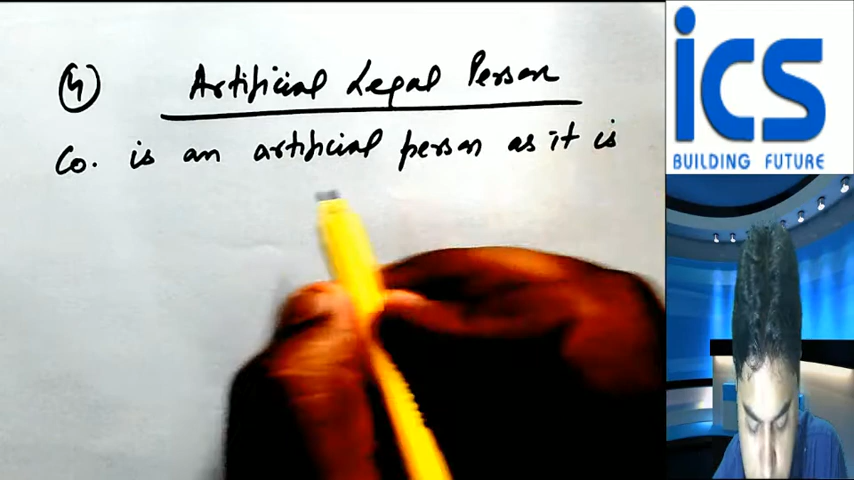 4 Artificial Legal Person
Co. is an artificial person as it is
ics
BUILDING FUTURE